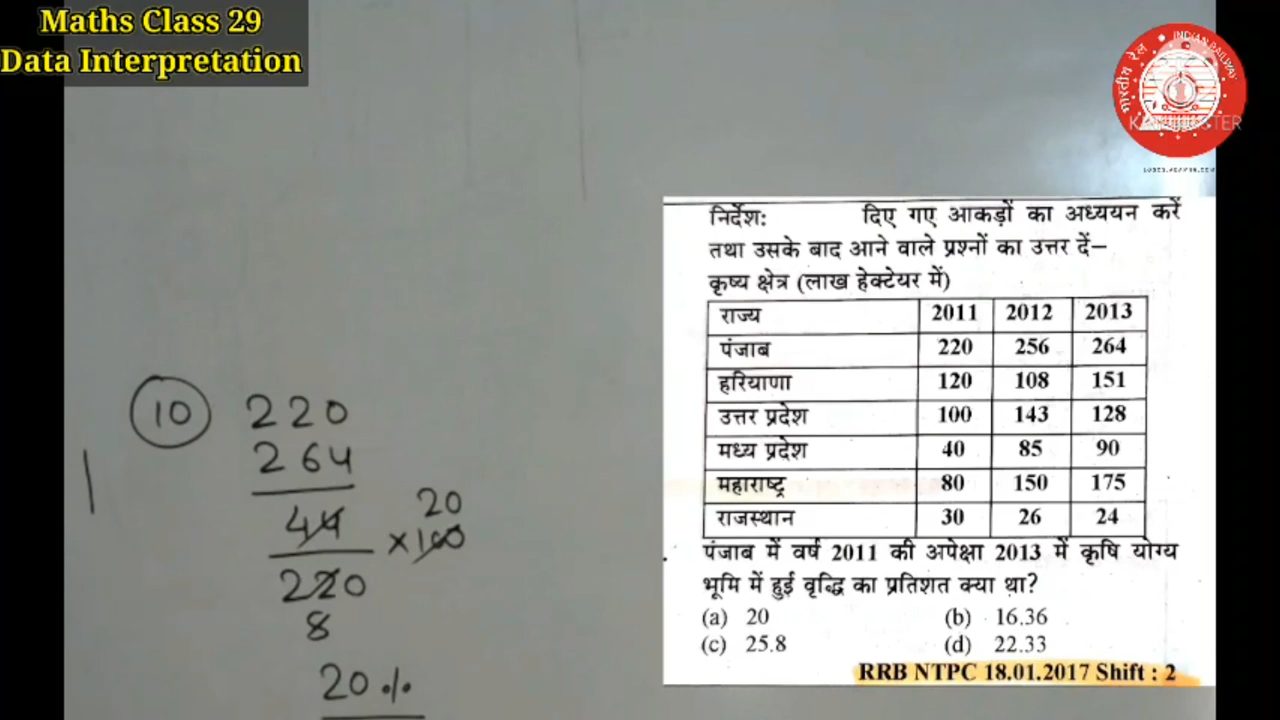 Maths Class 29
Data Interpretation
भारतीय रेल INDIAN RAILWAY
निर्देशः दिए गए आकड़ों का अध्ययन करें
तथा उसके बाद आने वाले प्रश्नों का उत्तर दें–
कृष्य क्षेत्र (लाख हेक्टेयर में)
राज्य 2011 2012 2013
पंजाब 220 256 264
हरियाणा 120 108 151
उत्तर प्रदेश 100 143 128
मध्य प्रदेश 40 85 90
महाराष्ट्र 80 150 175
राजस्थान 30 26 24
पंजाब में वर्ष 2011 की अपेक्षा 2013 में कृषि योग्य
भूमि में हुई वृद्धि का प्रतिशत क्या था?
(a) 20 (b) 16.36
(c) 25.8 (d) 22.33
RRB NTPC 18.01.2017 Shift : 2
10 220
264
20
44 ×100
220
8
20 %